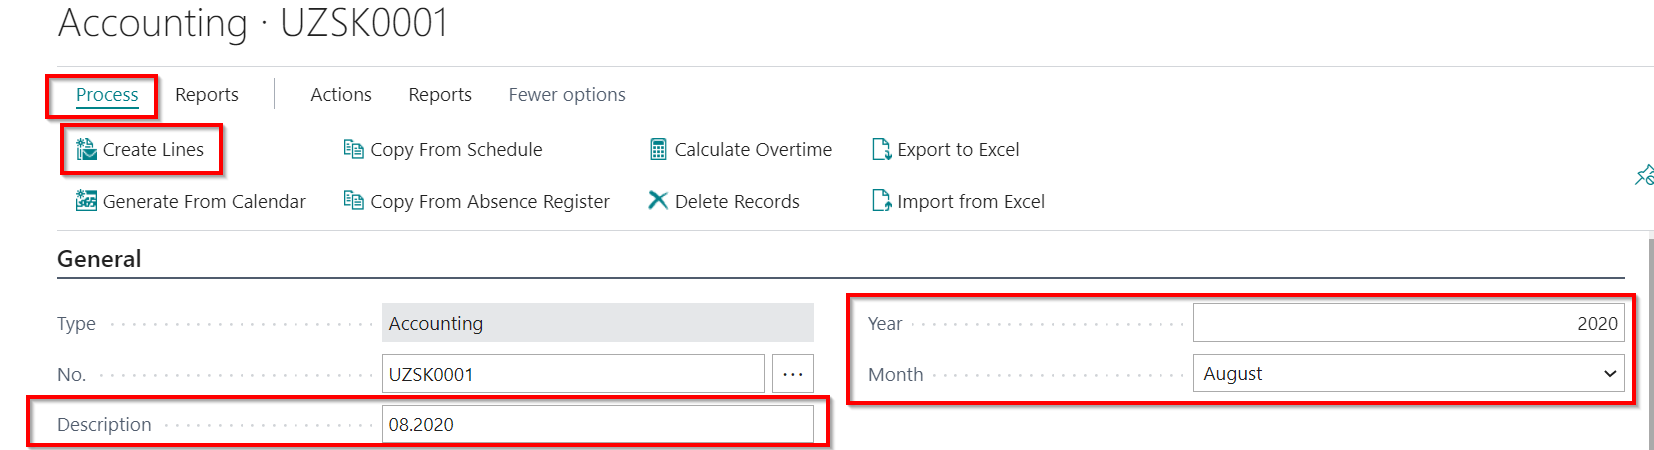 Accounting · UZSK0001
Process Reports Actions Reports Fewer options
Create Lines Copy From Schedule Calculate Overtime Export to Excel
Generate From Calendar Copy From Absence Register Delete Records Import from Excel
General
Type Accounting Year 2020
No. UZSK0001 ... Month August
Description 08.2020